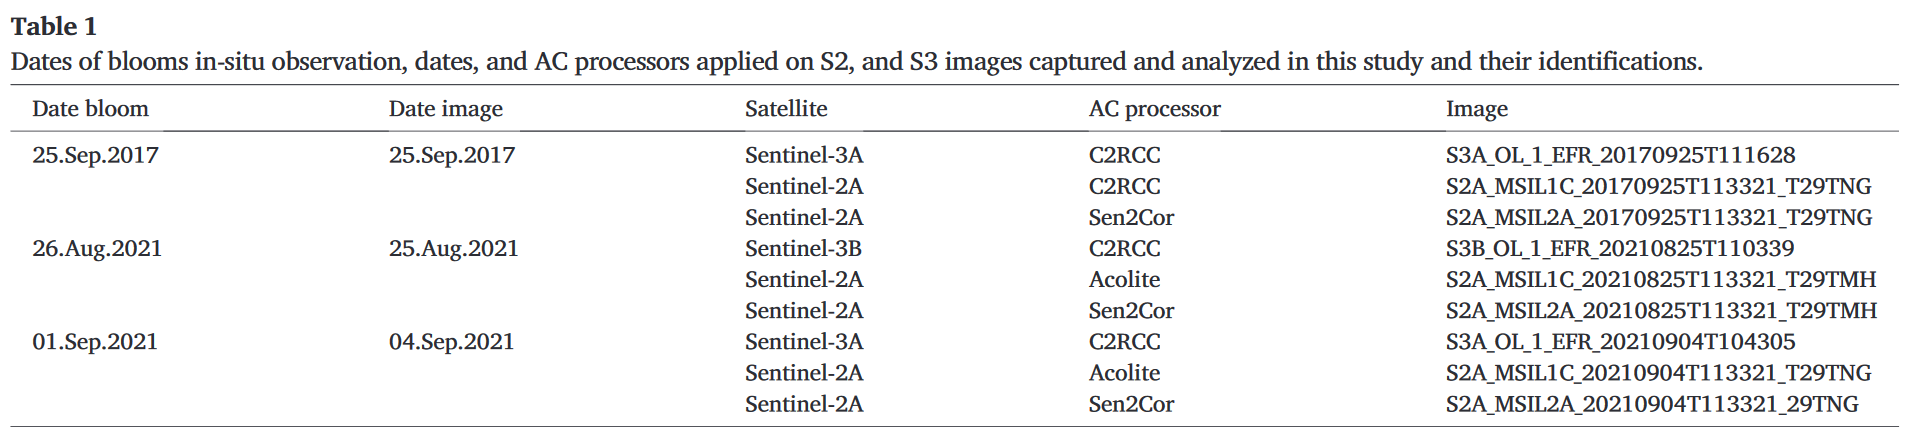 Table 1
Dates of blooms in-situ observation, dates, and AC processors applied on S2, and S3 images captured and analyzed in this study and their identifications.
Date bloom Date image Satellite AC processor Image
25.Sep.2017 25.Sep.2017 Sentinel-3A C2RCC S3A_OL_1_EFR_20170925T111628
Sentinel-2A C2RCC S2A_MSIL1C_20170925T113321_T29TNG
Sentinel-2A Sen2Cor S2A_MSIL2A_20170925T113321_T29TNG
26.Aug.2021 25.Aug.2021 Sentinel-3B C2RCC S3B_OL_1_EFR_20210825T110339
Sentinel-2A Acolite S2A_MSIL1C_20210825T113321_T29TMH
Sentinel-2A Sen2Cor S2A_MSIL2A_20210825T113321_T29TMH
01.Sep.2021 04.Sep.2021 Sentinel-3A C2RCC S3A_OL_1_EFR_20210904T104305
Sentinel-2A Acolite S2A_MSIL1C_20210904T113321_T29TNG
Sentinel-2A Sen2Cor S2A_MSIL2A_20210904T113321_29TNG